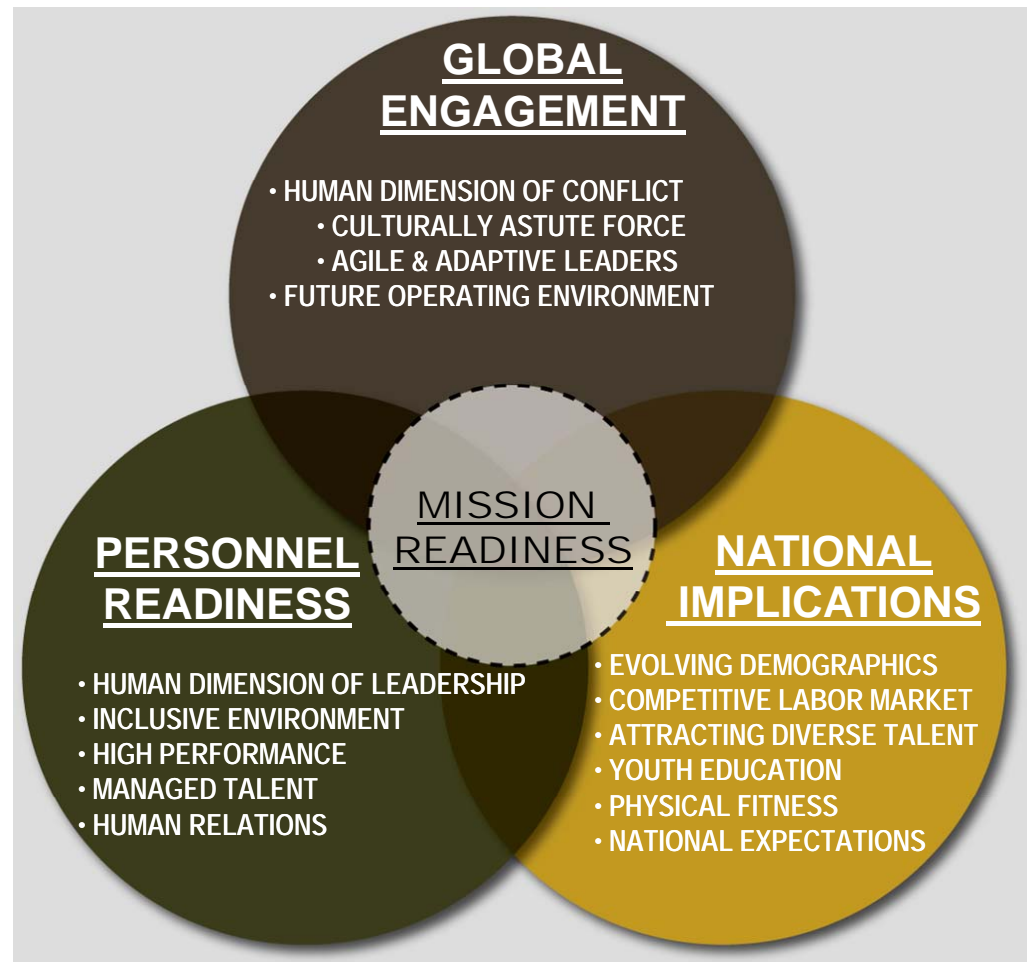 GLOBAL
ENGAGEMENT
• HUMAN DIMENSION OF CONFLICT
• CULTURALLY ASTUTE FORCE
• AGILE & ADAPTIVE LEADERS
• FUTURE OPERATING ENVIRONMENT
MISSION
READINESS
PERSONNEL
READINESS
• HUMAN DIMENSION OF LEADERSHIP
• INCLUSIVE ENVIRONMENT
• HIGH PERFORMANCE
• MANAGED TALENT
• HUMAN RELATIONS
NATIONAL
IMPLICATIONS
• EVOLVING DEMOGRAPHICS
• COMPETITIVE LABOR MARKET
• ATTRACTING DIVERSE TALENT
• YOUTH EDUCATION
• PHYSICAL FITNESS
• NATIONAL EXPECTATIONS